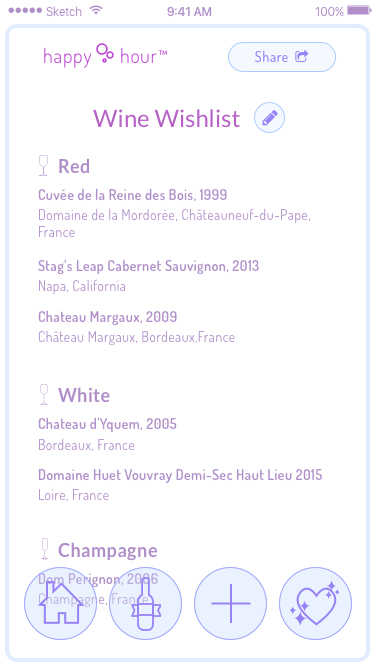 Sketch 9:41 AM 100%
happy hour™ Share
Wine Wishlist
Red
Cuvée de la Reine des Bois, 1999
Domaine de la Mordorée, Châteauneuf-du-Pape,
France
Stag's Leap Cabernet Sauvignon, 2013
Napa, California
Chateau Margaux, 2009
Château Margaux, Bordeaux,France
White
Chateau d'Yquem, 2005
Bordeaux, France
Domaine Huet Vouvray Demi-Sec Haut Lieu 2015
Loire, France
Champagne
Dom Perignon, 2006
Champagne, France